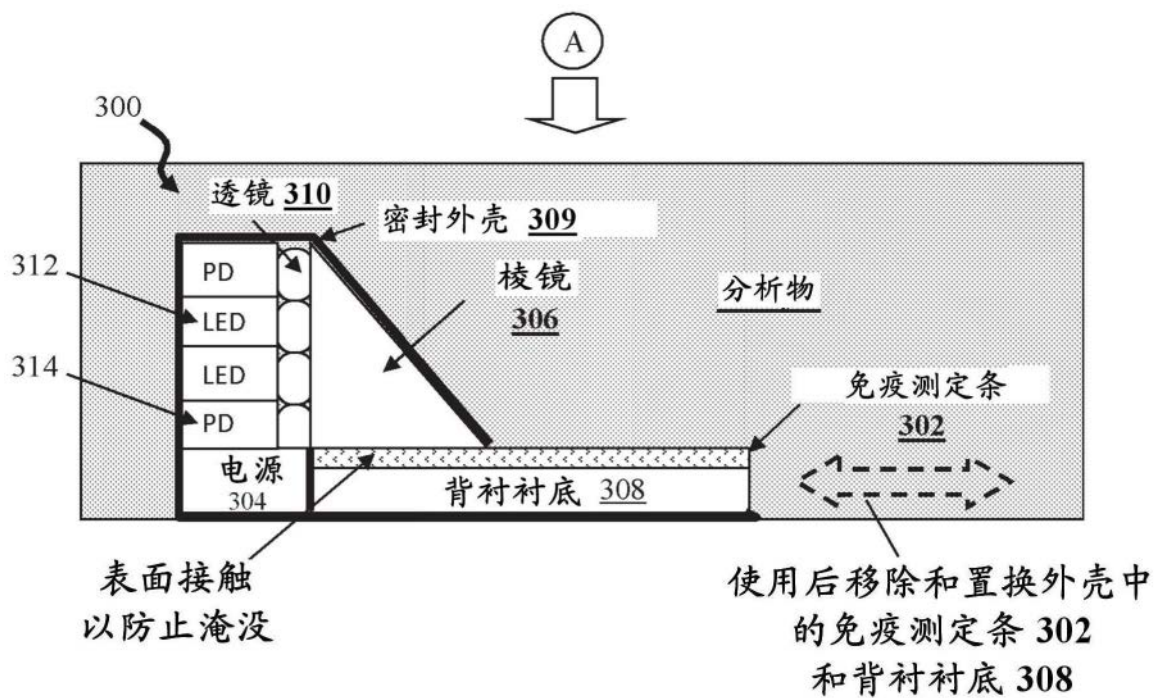 A
300
透镜 310
密封外壳 309
312
PD
棱镜
306
分析物
LED
314
LED
免疫测定条
302
PD
电源
304
背衬衬底 308
表面接触
以防止淹没
使用后移除和置换外壳中
的免疫测定条 302
和背衬衬底 308